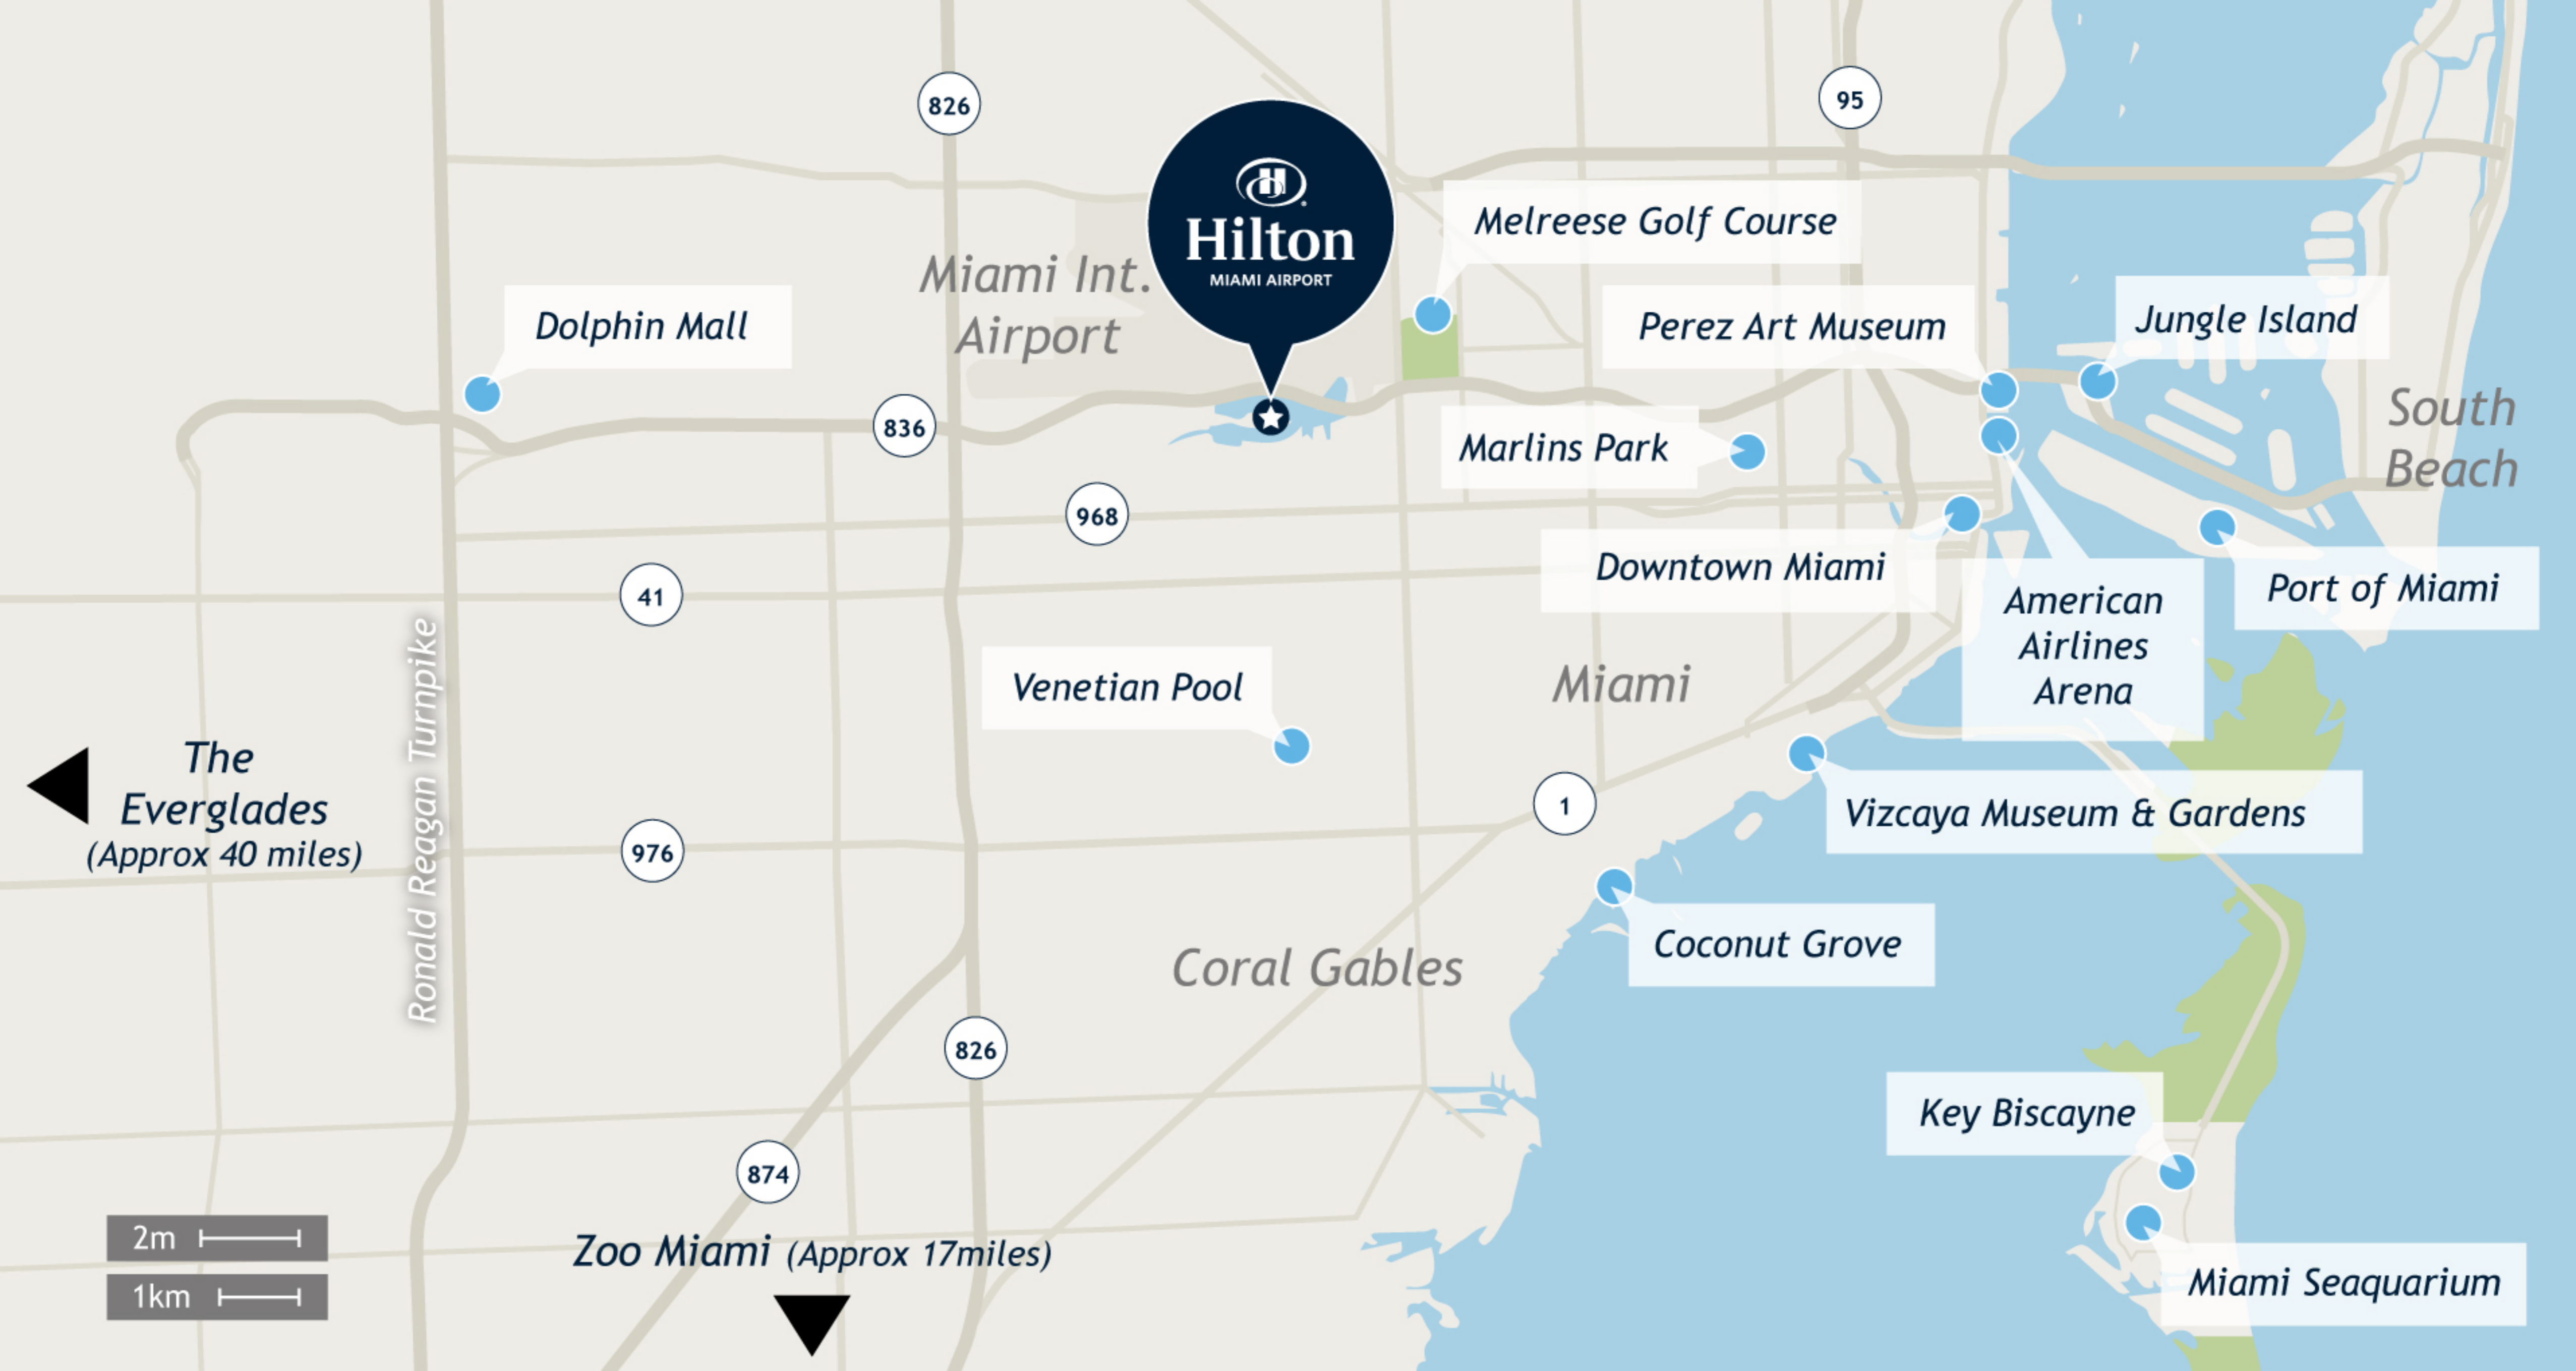 826
95
Hilton
MIAMI AIRPORT
Melreese Golf Course
Miami Int.
Airport
Dolphin Mall
Perez Art Museum
Jungle Island
836
Marlins Park
South
Beach
968
41
Downtown Miami
American
Airlines
Arena
Port of Miami
Venetian Pool
Miami
Ronald Reagan Turnpike
The
Everglades
(Approx 40 miles)
976
1
Vizcaya Museum & Gardens
Coconut Grove
Coral Gables
826
Key Biscayne
874
2m
1km
Zoo Miami (Approx 17miles)
Miami Seaquarium